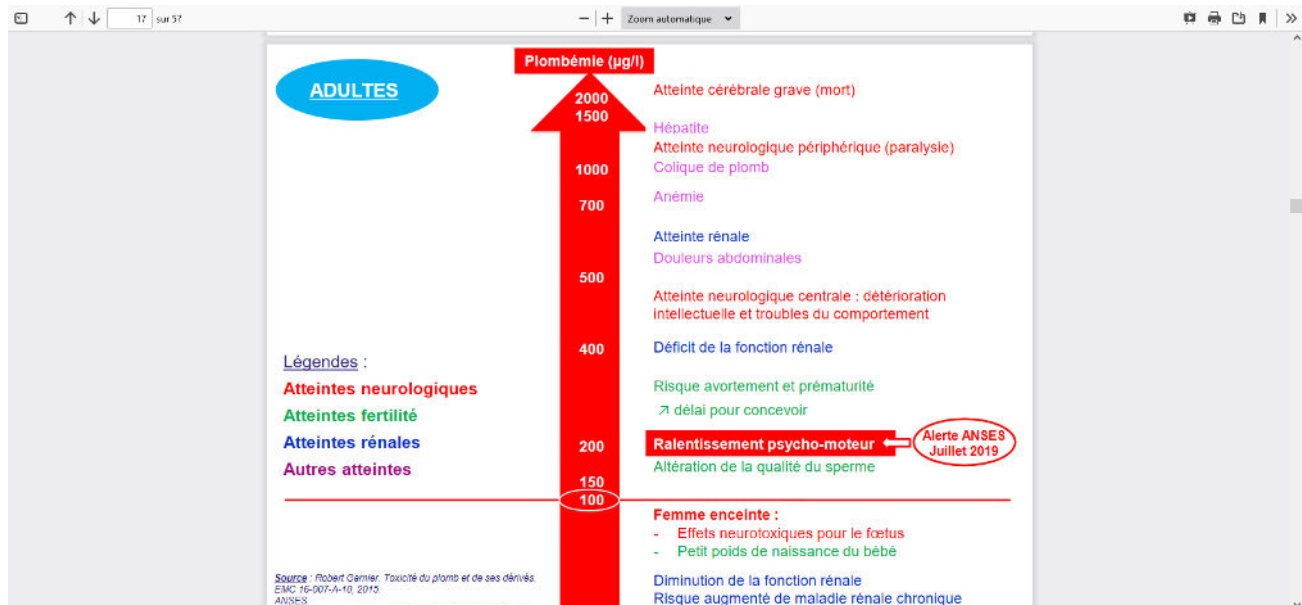 17 sur 57
Zoom automatique
Plombémie (µg/l)
ADULTES
2000
Atteinte cérébrale grave (mort)
1500
Hépatite
Atteinte neurologique périphérique (paralysie)
1000
Colique de plomb
Anémie
700
Atteinte rénale
Douleurs abdominales
500
Atteinte neurologique centrale : détérioration
intellectuelle et troubles du comportement
400
Déficit de la fonction rénale
Légendes :
Atteintes neurologiques
Atteintes fertilité
Atteintes rénales
Autres atteintes
Risque avortement et prématurité
↗ délai pour concevoir
200
Ralentissement psycho-moteur
Alerte ANSES
Juillet 2019
Altération de la qualité du sperme
150
100
Femme enceinte :
- Effets neurotoxiques pour le fœtus
- Petit poids de naissance du bébé
Diminution de la fonction rénale
Risque augmenté de maladie rénale chronique
Source : Robert Garnier. Toxicité du plomb et de ses dérivés.
EMC 16-007-A-10, 2015.
ANSES